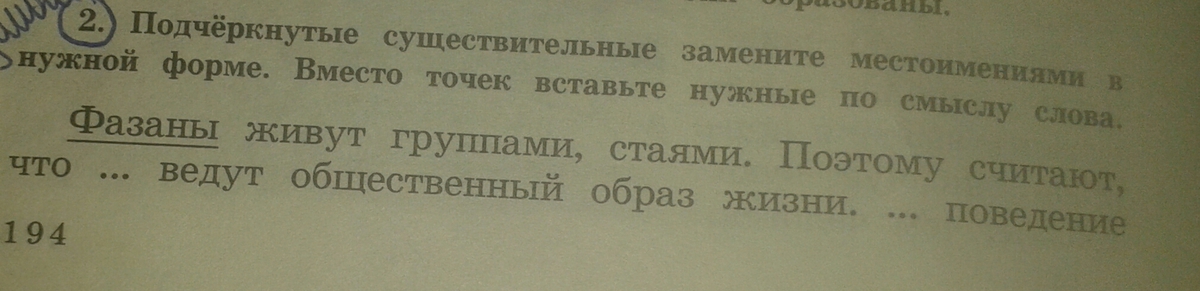 образованы.
2. Подчёркнутые существительные замените местоимениями в
нужной форме. Вместо точек вставьте нужные по смыслу слова.
Фазаны живут группами, стаями. Поэтому считают,
что ... ведут общественный образ жизни. ... поведение
194